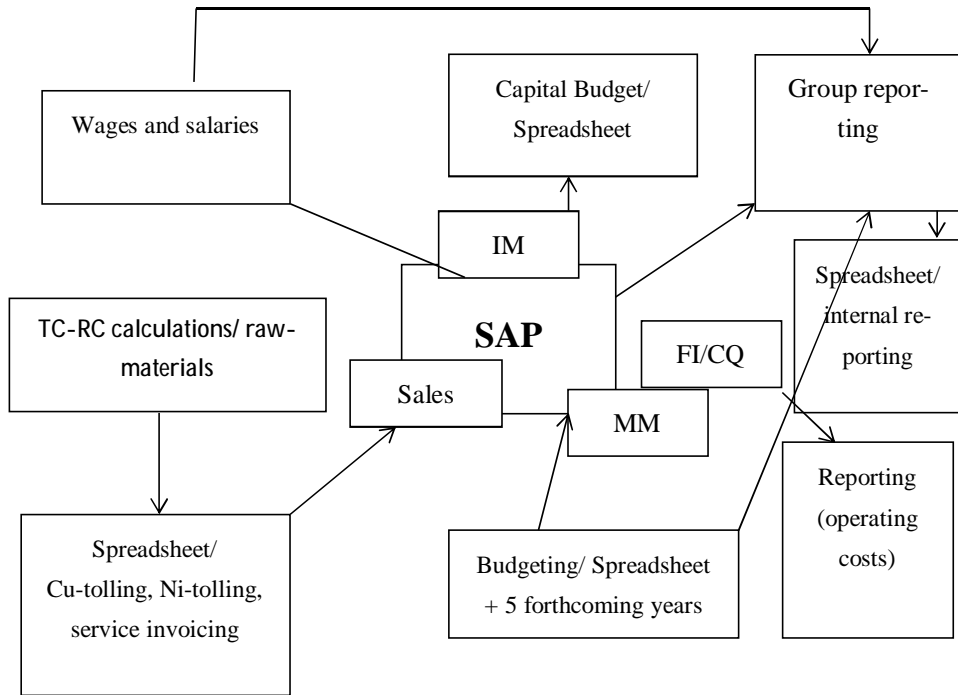 Wages and salaries
Capital Budget/
Spreadsheet
Group repor-
ting
IM
SAP
Spreadsheet/
internal re-
porting
TC-RC calculations/ raw-
materials
FI/CQ
Sales
MM
Reporting
(operating
costs)
Spreadsheet/
Cu-tolling, Ni-tolling,
service invoicing
Budgeting/ Spreadsheet
+ 5 forthcoming years